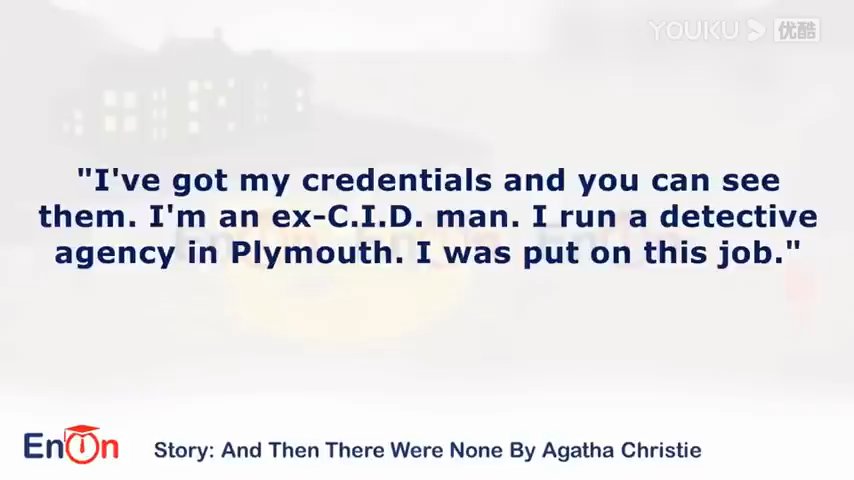 YOUKU 优酷
"I've got my credentials and you can see
them. I'm an ex-C.I.D. man. I run a detective
agency in Plymouth. I was put on this job."
EnOn
Story: And Then There Were None By Agatha Christie